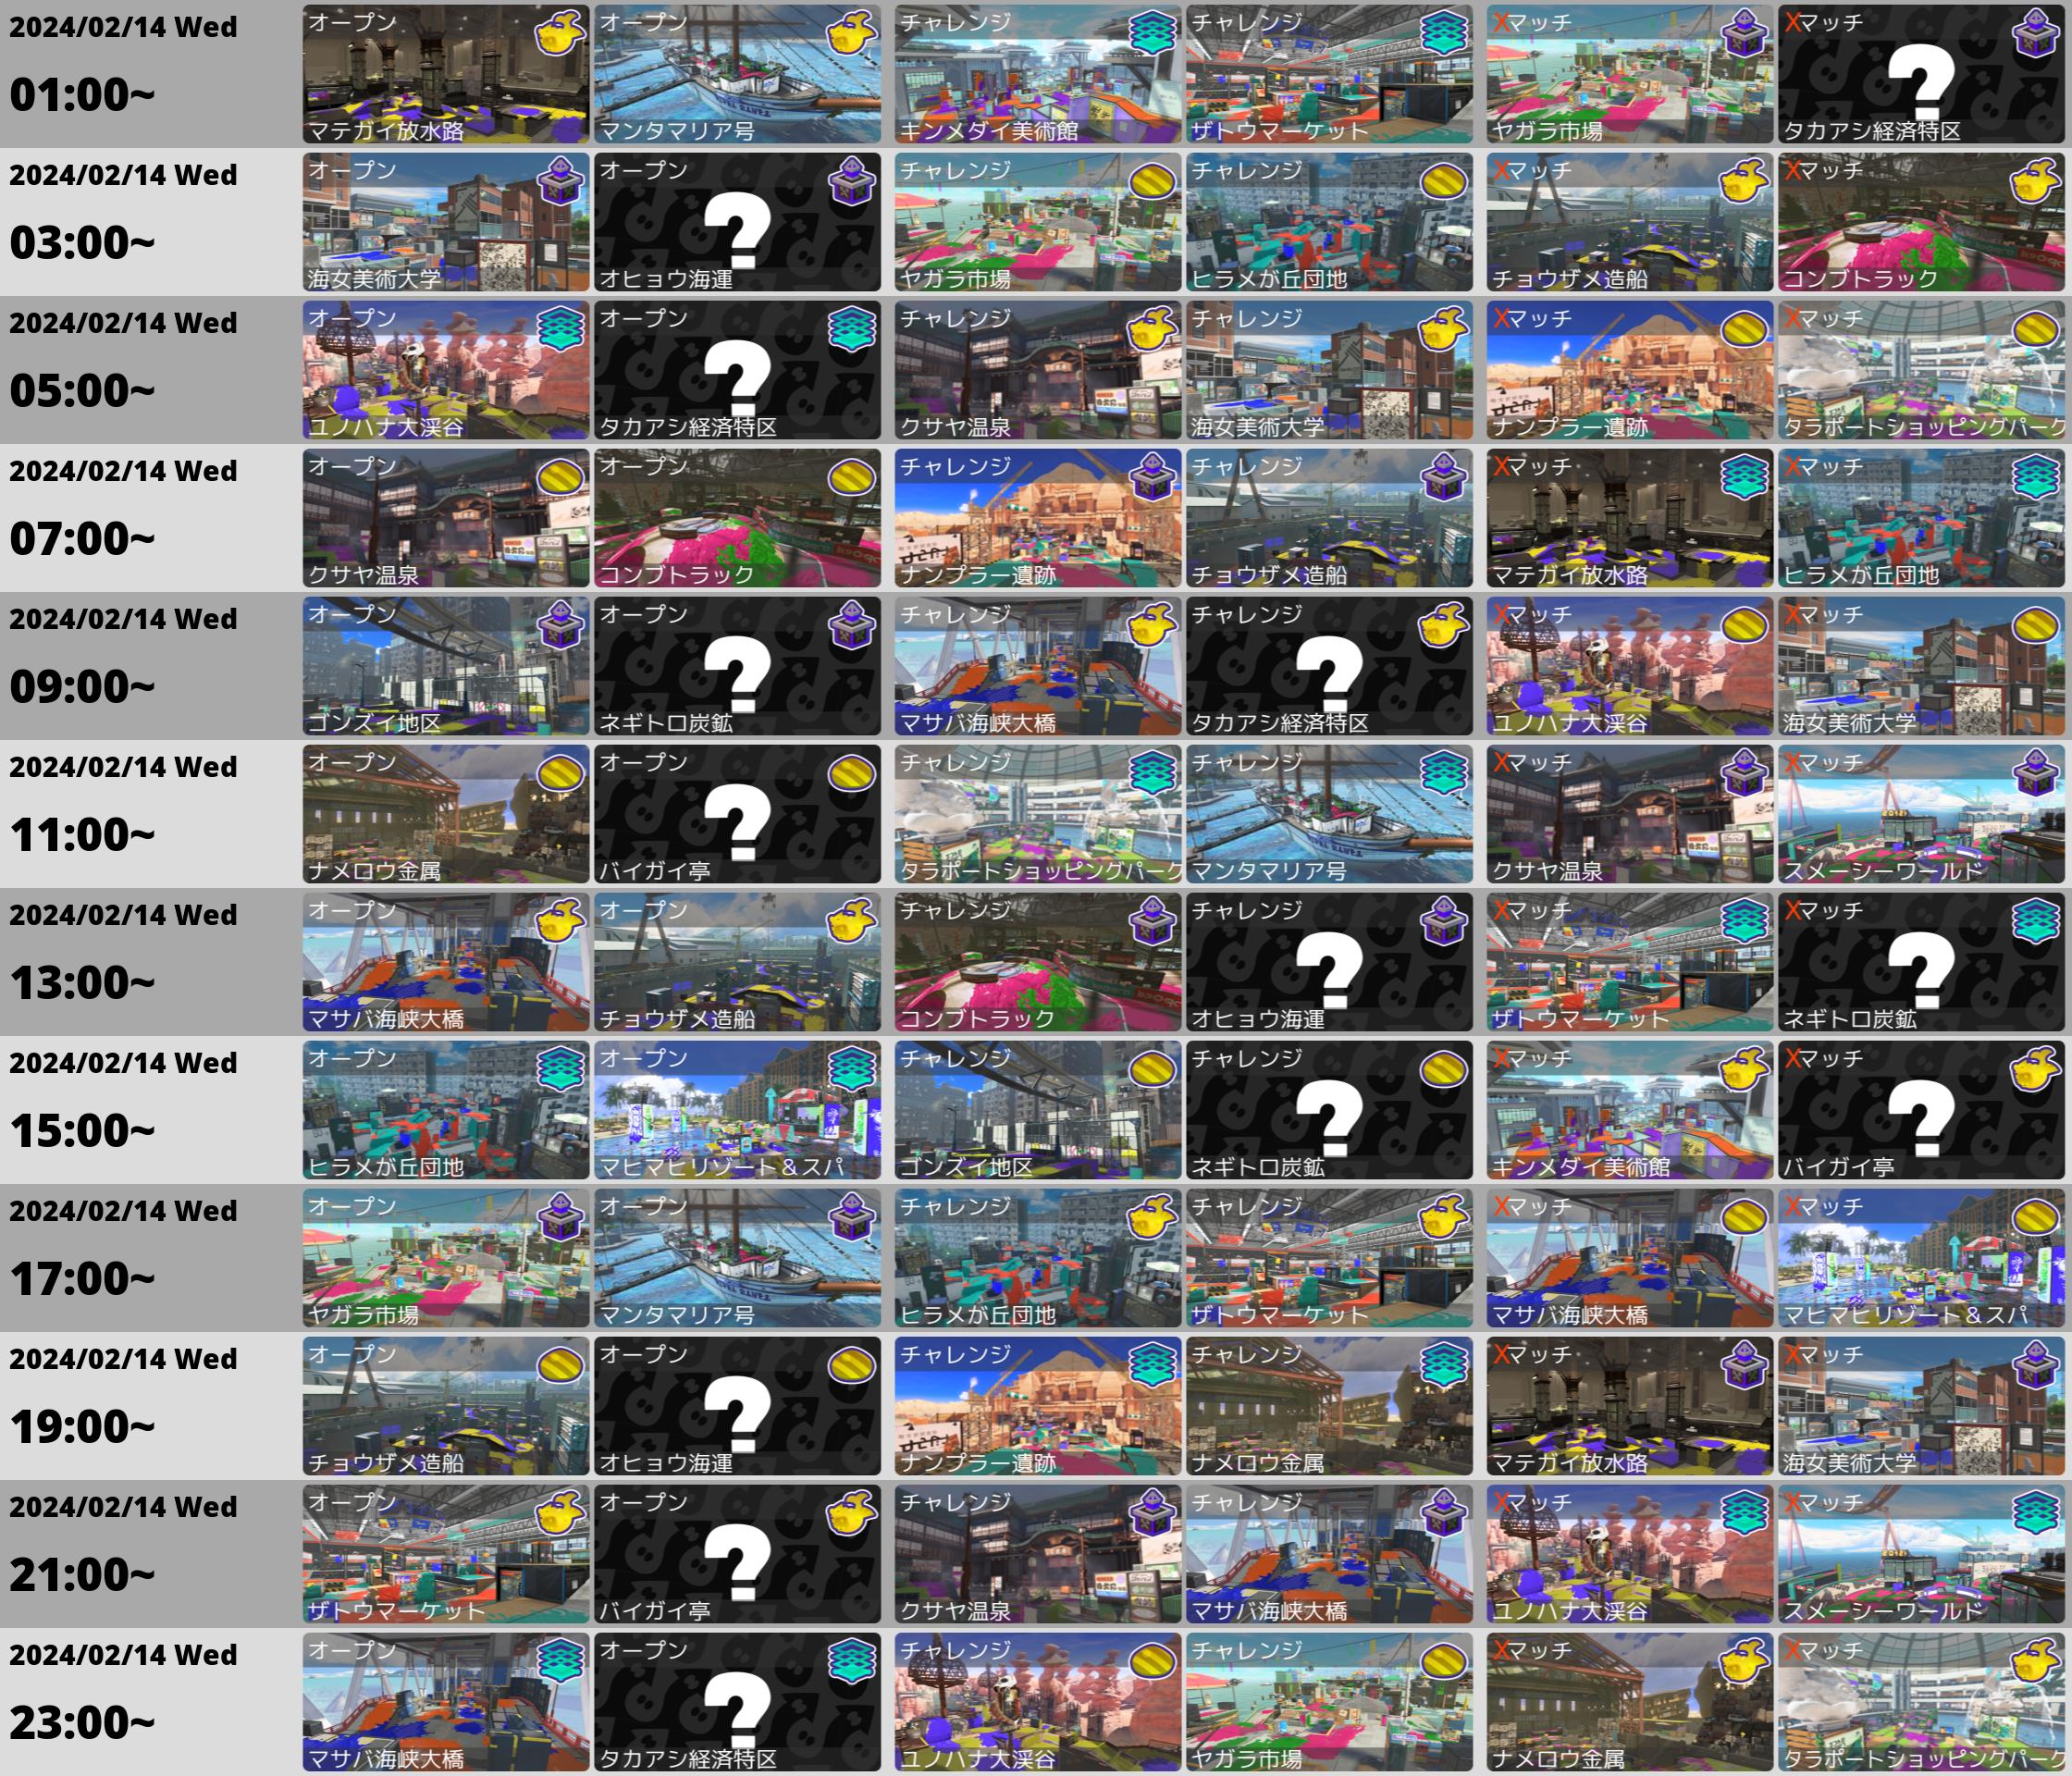 2024/02/14 Wed
01:00~
オープン オープン チャレンジ チャレンジ Xマッチ Xマッチ
マテガイ放水路 マンタマリア号 キンメダイ美術館 ザトウマーケット ヤガラ市場 タカアシ経済特区
2024/02/14 Wed
03:00~
オープン オープン チャレンジ チャレンジ Xマッチ Xマッチ
海女美術大学 オヒョウ海運 ヤガラ市場 ヒラメが丘団地 チョウザメ造船 コンブトラック
2024/02/14 Wed
05:00~
オープン オープン チャレンジ チャレンジ Xマッチ Xマッチ
ユノハナ大渓谷 タカアシ経済特区 クサヤ温泉 海女美術大学 ナンプラー遺跡 タラポートショッピングパーク
2024/02/14 Wed
07:00~
オープン オープン チャレンジ チャレンジ Xマッチ Xマッチ
クサヤ温泉 コンブトラック ナンプラー遺跡 チョウザメ造船 マテガイ放水路 ヒラメが丘団地
2024/02/14 Wed
09:00~
オープン オープン チャレンジ チャレンジ Xマッチ Xマッチ
ゴンズイ地区 ネギトロ炭鉱 マサバ海峡大橋 タカアシ経済特区 ユノハナ大渓谷 海女美術大学
2024/02/14 Wed
11:00~
オープン オープン チャレンジ チャレンジ Xマッチ Xマッチ
ナメロウ金属 バイガイ亭 タラポートショッピングパーク マンタマリア号 クサヤ温泉 スメーシーワールド
2024/02/14 Wed
13:00~
オープン オープン チャレンジ チャレンジ Xマッチ Xマッチ
マサバ海峡大橋 チョウザメ造船 コンブトラック オヒョウ海運 ザトウマーケット ネギトロ炭鉱
2024/02/14 Wed
15:00~
オープン オープン チャレンジ チャレンジ Xマッチ Xマッチ
ヒラメが丘団地 マヒマヒリゾート＆スパ ゴンズイ地区 ネギトロ炭鉱 キンメダイ美術館 バイガイ亭
2024/02/14 Wed
17:00~
オープン オープン チャレンジ チャレンジ Xマッチ Xマッチ
ヤガラ市場 マンタマリア号 ヒラメが丘団地 ザトウマーケット マサバ海峡大橋 マヒマヒリゾート＆スパ
2024/02/14 Wed
19:00~
オープン オープン チャレンジ チャレンジ Xマッチ Xマッチ
チョウザメ造船 オヒョウ海運 ナンプラー遺跡 ナメロウ金属 マテガイ放水路 海女美術大学
2024/02/14 Wed
21:00~
オープン オープン チャレンジ チャレンジ Xマッチ Xマッチ
ザトウマーケット バイガイ亭 クサヤ温泉 マサバ海峡大橋 ユノハナ大渓谷 スメーシーワールド
2024/02/14 Wed
23:00~
オープン オープン チャレンジ チャレンジ Xマッチ Xマッチ
マサバ海峡大橋 タカアシ経済特区 ユノハナ大渓谷 ヤガラ市場 ナメロウ金属 タラポートショッピングパーク